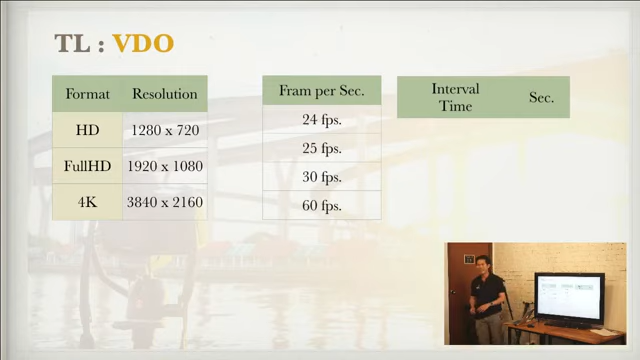 TL : VDO
Format Resolution
HD 1280 x 720
FullHD 1920 x 1080
4K 3840 x 2160
Fram per Sec.
24 fps.
25 fps.
30 fps.
60 fps.
Interval
Time
Sec.